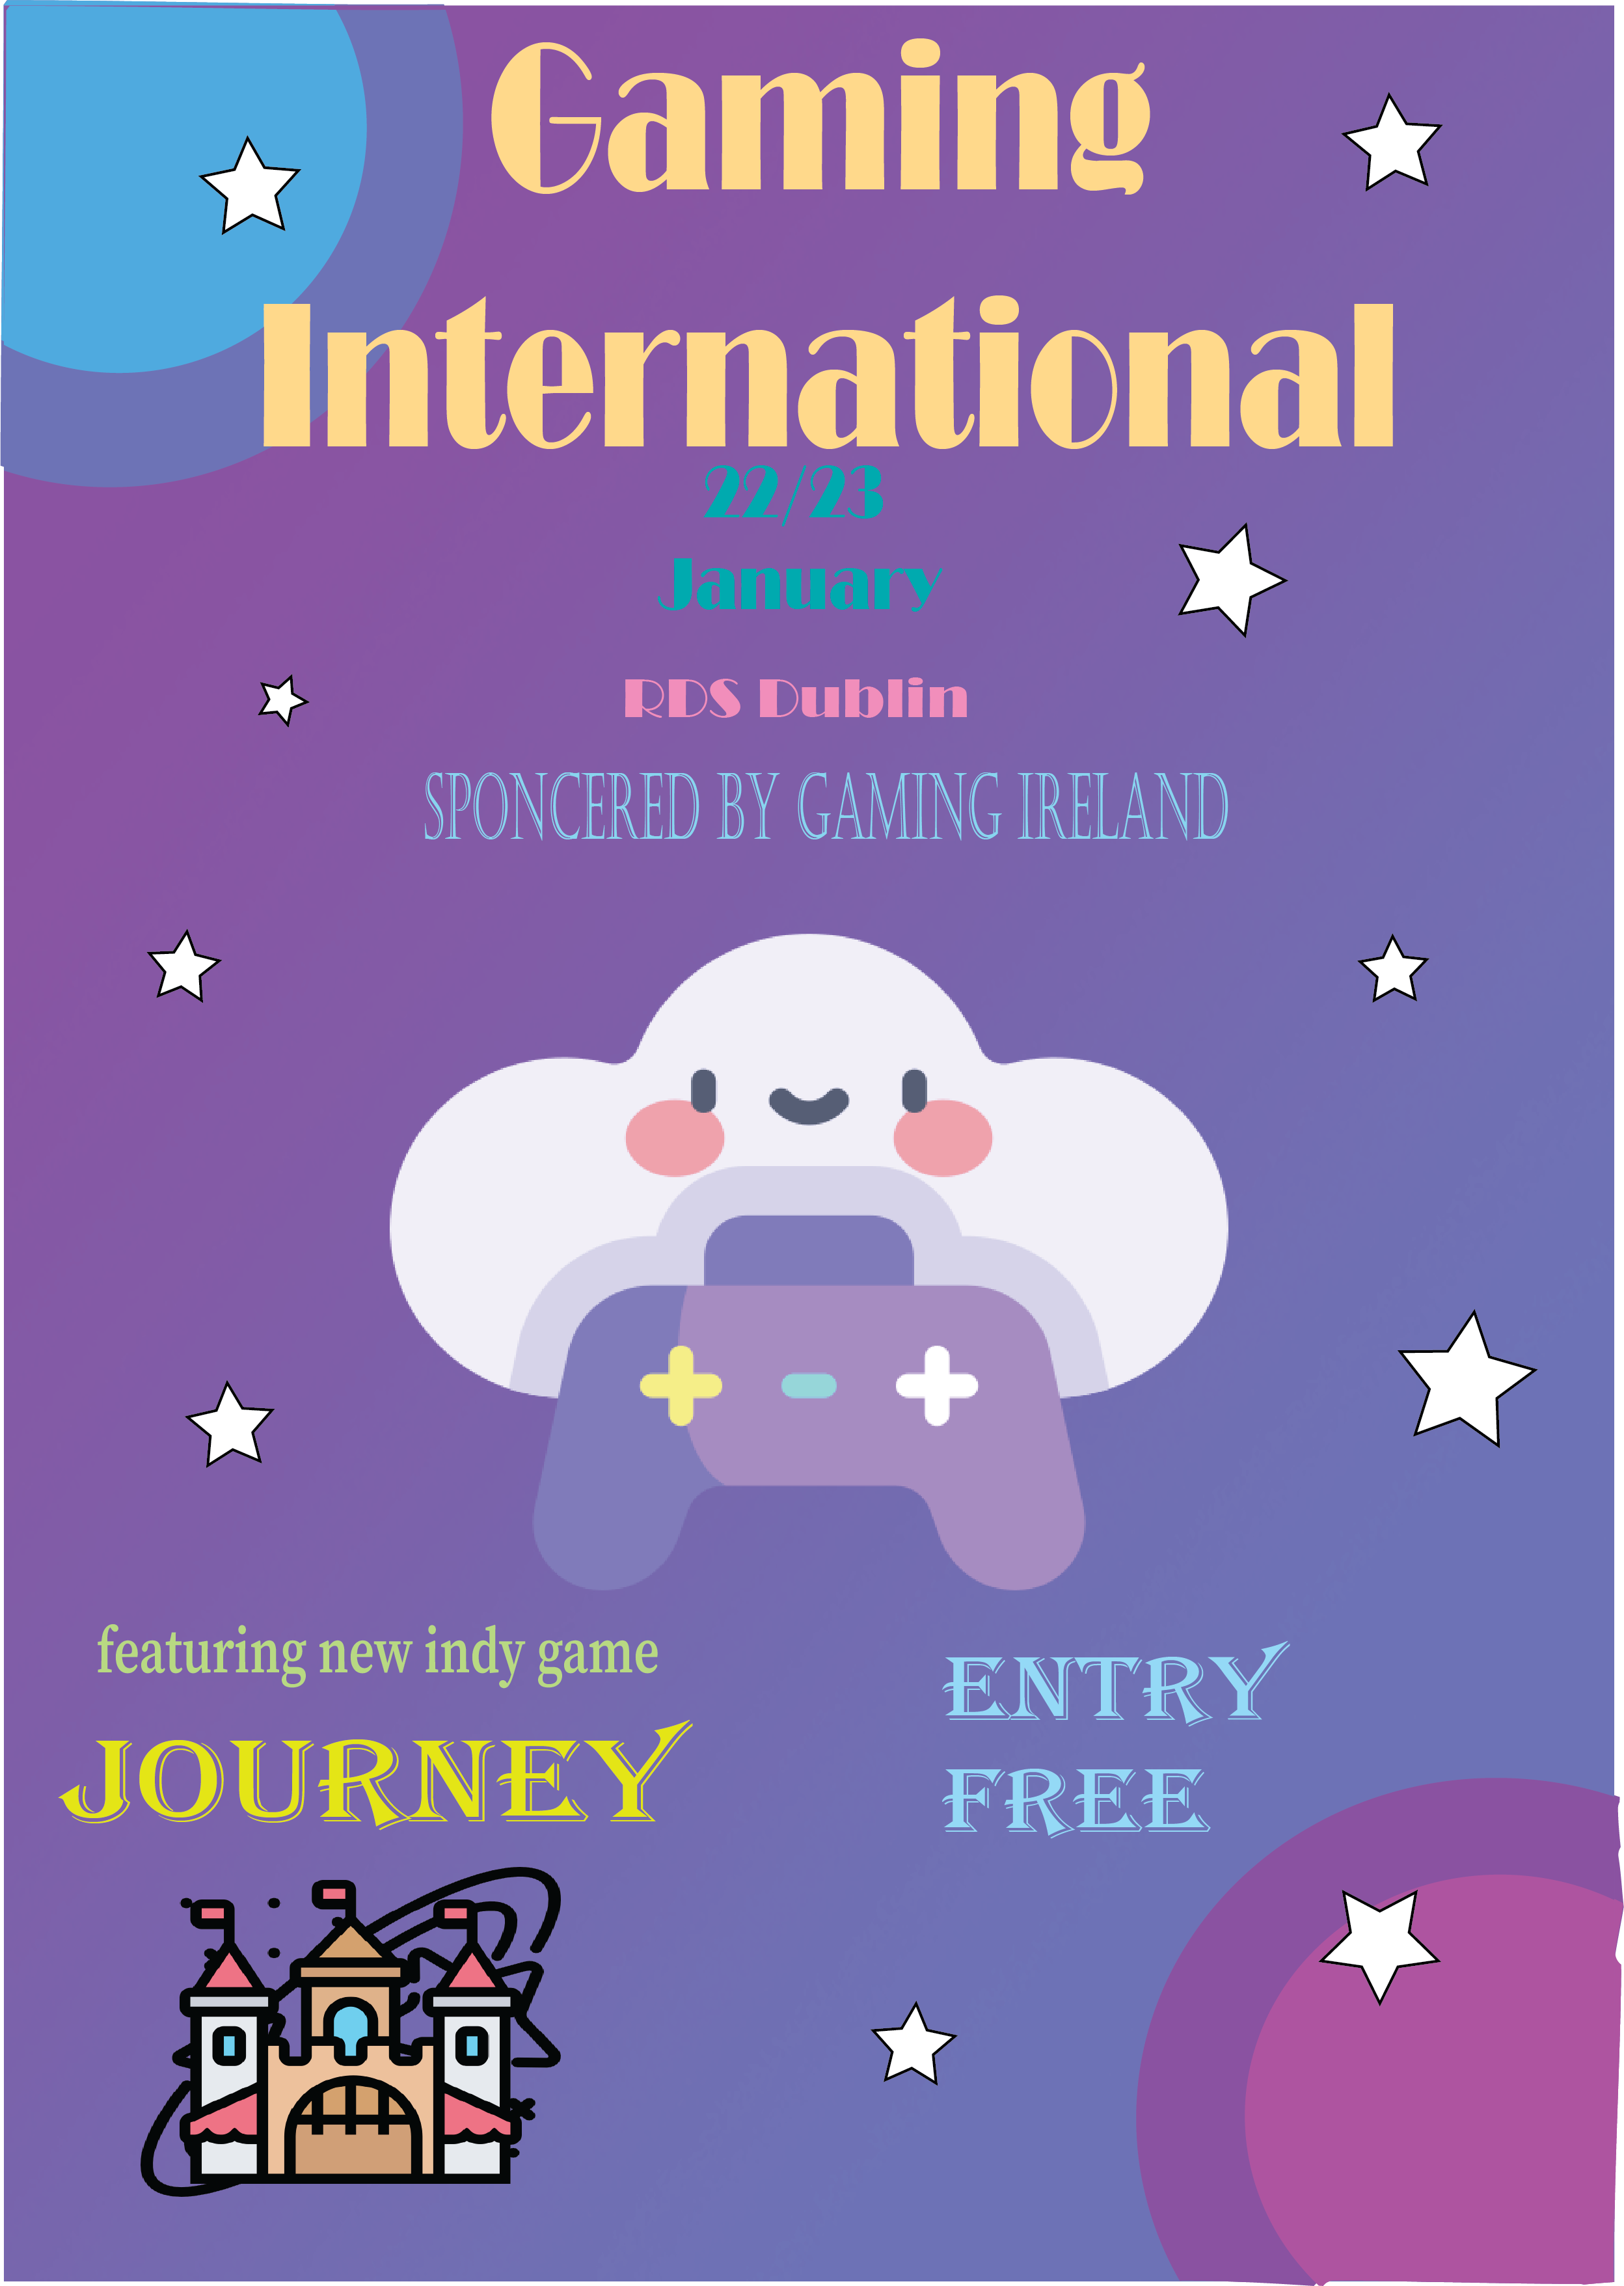 Gaming
International
22/23
January
RDS Dublin
SPONCERED BY GAMING IRELAND
featuring new indy game
JOURNEY
ENTRY
FREE